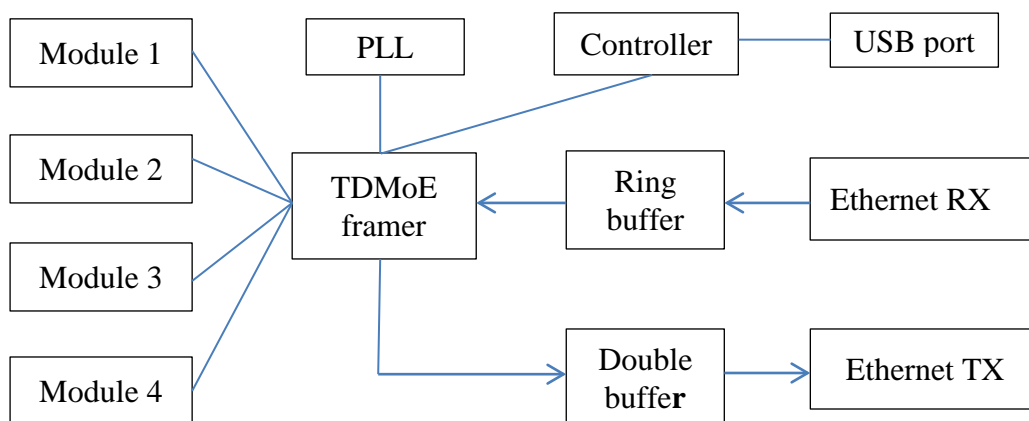 Module 1
PLL
Controller
USB port
Module 2
TDMoE
framer
Ring
buffer
Ethernet RX
Module 3
Module 4
Double
buffer
Ethernet TX